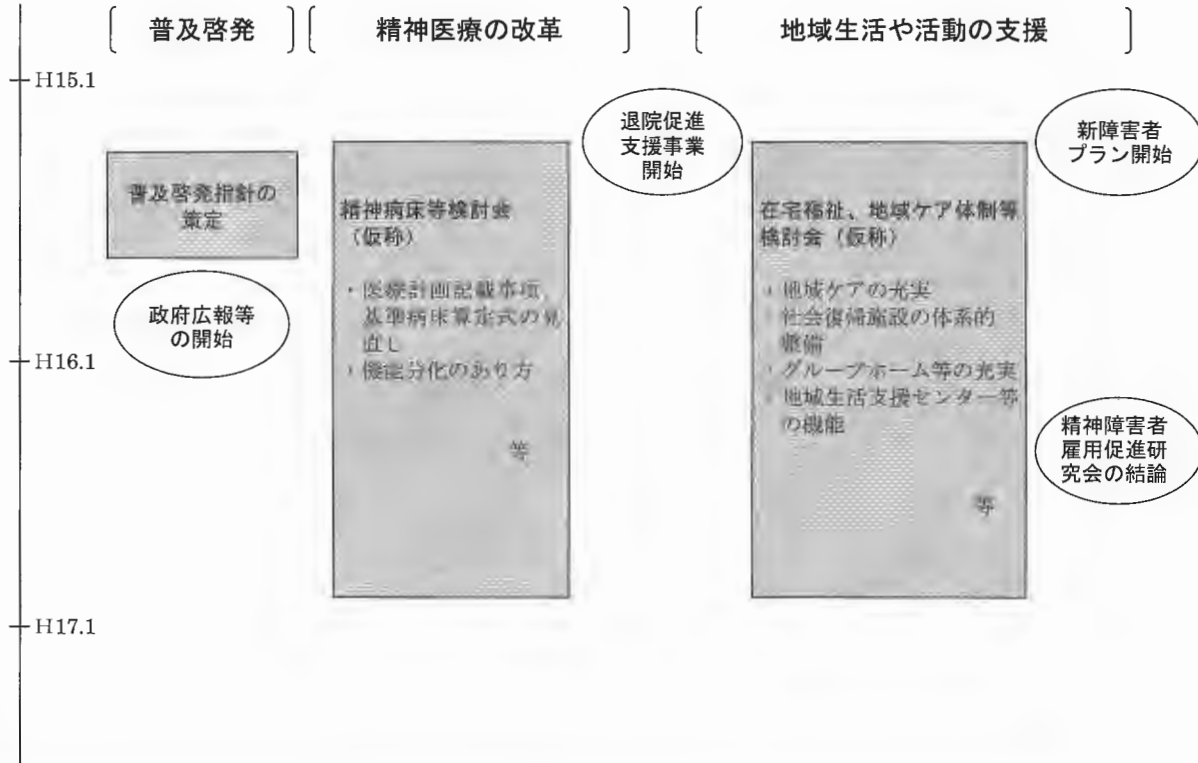 〔 普及啓発 〕〔 精神医療の改革 〕〔 地域生活や活動の支援 〕
H15.1
普及啓発指針の
策定
政府広報等
の開始
精神病床等検討会
(仮称)
・医療計画記載事項、
基準病床算定式の見
直し
・機能分化のあり方
等
退院促進
支援事業
開始
在宅福祉、地域ケア体制等
検討会(仮称)
・地域ケアの充実
・社会復帰施設の体系的
整備
・グループホーム等の充実
・地域生活支援センター等
の機能
等
新障害者
プラン開始
精神障害者
雇用促進研
究会の結論
H16.1
H17.1